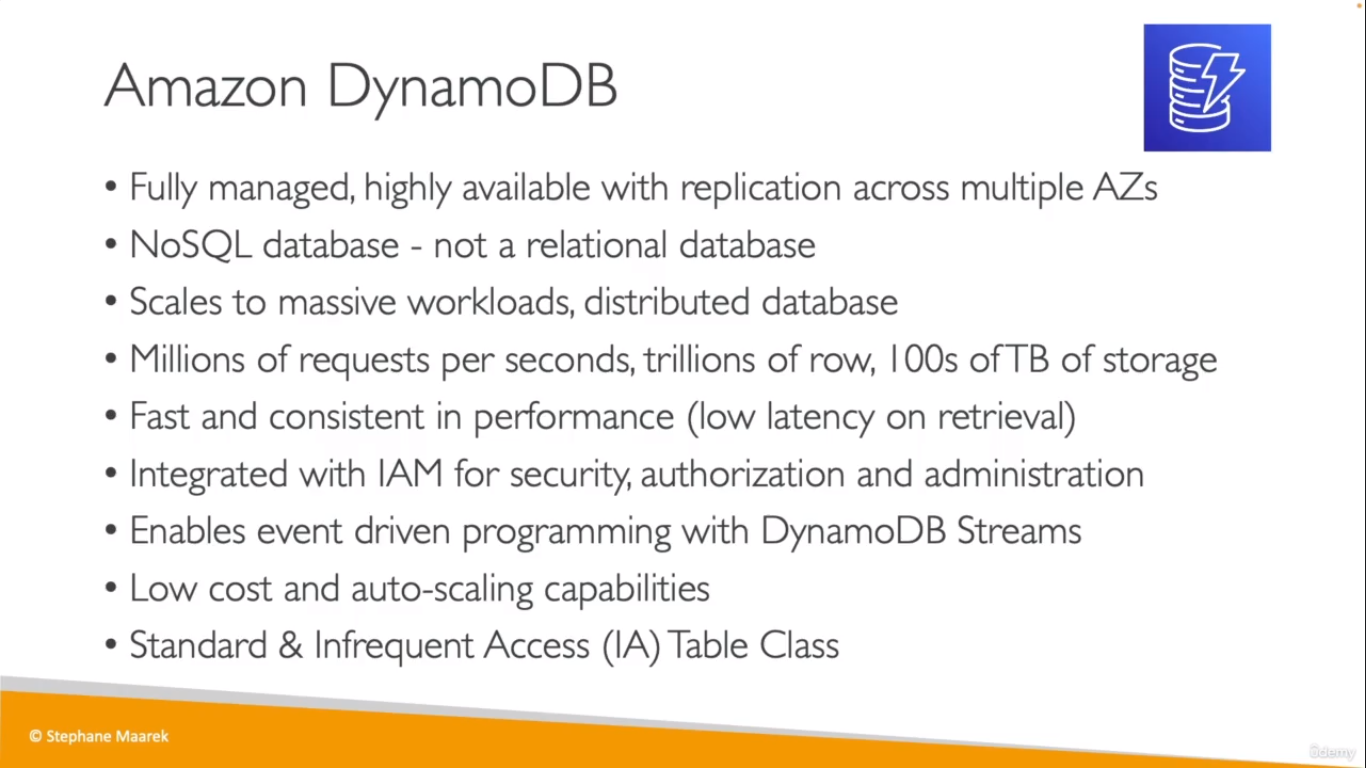 Amazon DynamoDB
• Fully managed, highly available with replication across multiple AZs
• NoSQL database - not a relational database
• Scales to massive workloads, distributed database
• Millions of requests per seconds, trillions of row, 100s of TB of storage
• Fast and consistent in performance (low latency on retrieval)
• Integrated with IAM for security, authorization and administration
• Enables event driven programming with DynamoDB Streams
• Low cost and auto-scaling capabilities
• Standard & Infrequent Access (IA) Table Class
© Stephane Maarek
ûdemy